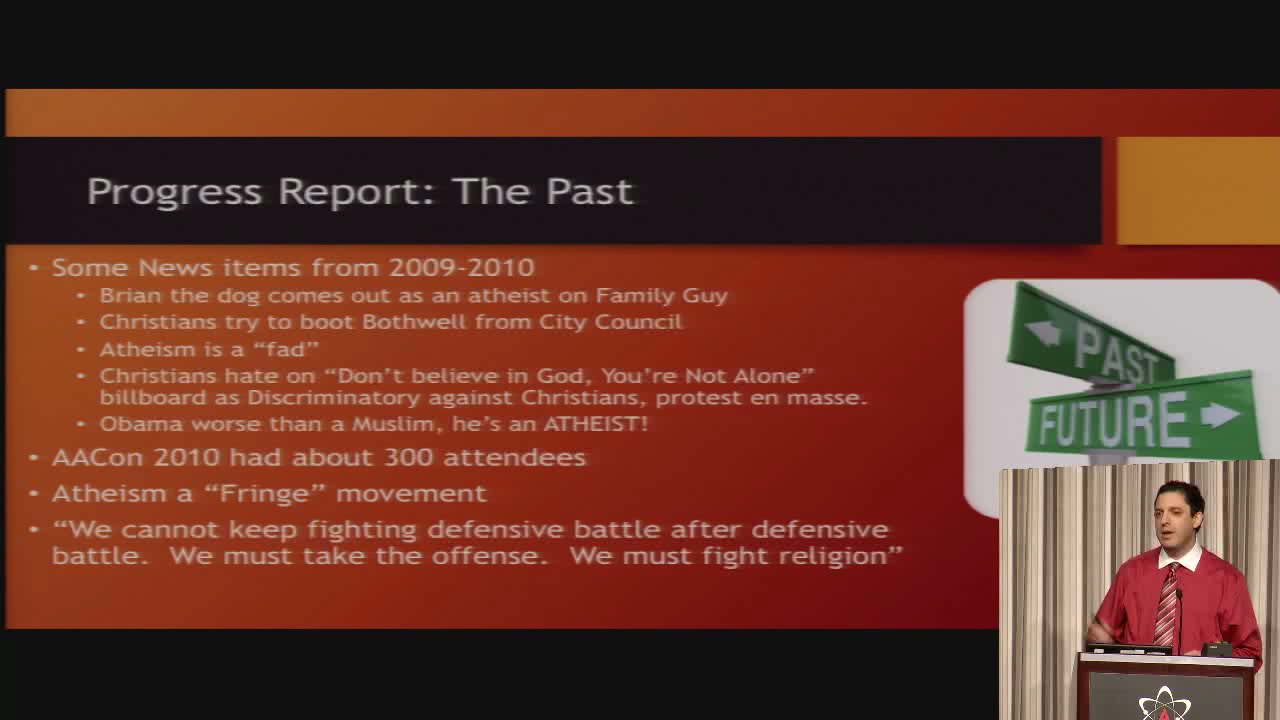 Progress Report: The Past
• Some News items from 2009-2010
• Brian the dog comes out as an atheist on Family Guy
• Christians try to boot Bothwell from City Council
• Atheism is a “fad”
• Christians hate on “Don’t believe in God, You’re Not Alone”
billboard as Discriminatory against Christians, protest en masse.
• Obama worse than a Muslim, he’s an ATHEIST!
• AACon 2010 had about 300 attendees
• Atheism a “Fringe” movement
• “We cannot keep fighting defensive battle after defensive
battle. We must take the offense. We must fight religion”
PAST
FUTURE
A